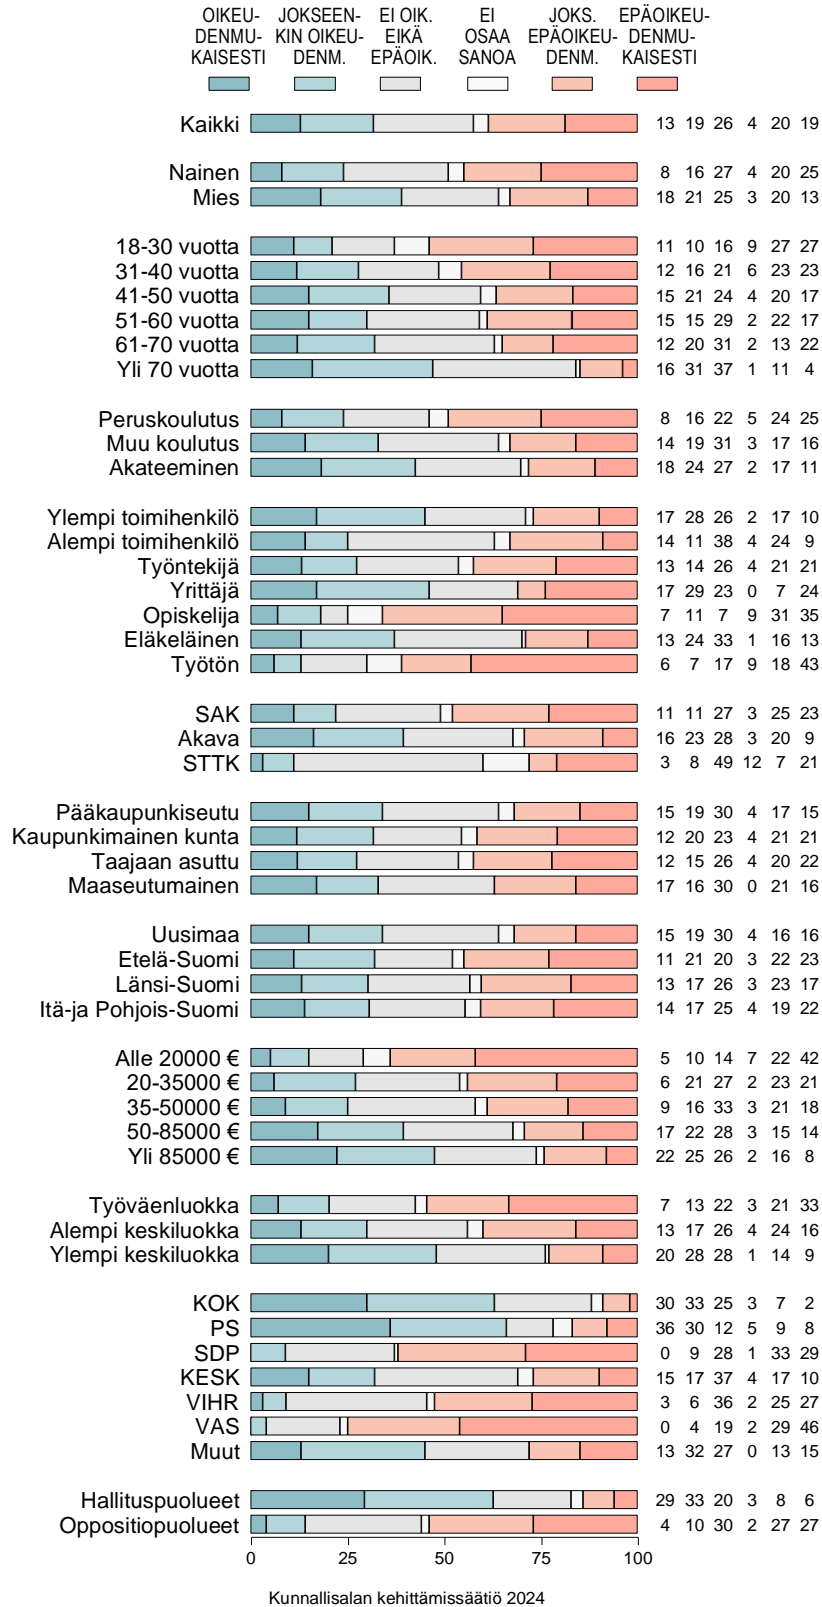 OIKEU- JOKSEEN- EI OIK. EI JOKS. EPÄOIKEU-
DENMU- KIN OIKEU- EIKÄ OSAA EPÄOIKEU- DENMU-
KAISESTI DENM. EPÄOIK. SANOA DENM. KAISESTI
Kaikki 13 19 26 4 20 19
Nainen 8 16 27 4 20 25
Mies 18 21 25 3 20 13
18-30 vuotta 11 10 16 9 27 27
31-40 vuotta 12 16 21 6 23 23
41-50 vuotta 15 21 24 4 20 17
51-60 vuotta 15 15 29 2 22 17
61-70 vuotta 12 20 31 2 13 22
Yli 70 vuotta 16 31 37 1 11 4
Peruskoulutus 8 16 22 5 24 25
Muu koulutus 14 19 31 3 17 16
Akateeminen 18 24 27 2 17 11
Ylempi toimihenkilö 17 28 26 2 17 10
Alempi toimihenkilö 14 11 38 4 24 9
Työntekijä 13 14 26 4 21 21
Yrittäjä 17 29 23 0 7 24
Opiskelija 7 11 7 9 31 35
Eläkeläinen 13 24 33 1 16 13
Työtön 6 7 17 9 18 43
SAK 11 11 27 3 25 23
Akava 16 23 28 3 20 9
STTK 3 8 49 12 7 21
Pääkaupunkiseutu 15 19 30 4 17 15
Kaupunkimainen kunta 12 20 23 4 21 21
Taajaan asuttu 12 15 26 4 20 22
Maaseutumainen 17 16 30 0 21 16
Uusimaa 15 19 30 4 16 16
Etelä-Suomi 11 21 20 3 22 23
Länsi-Suomi 13 17 26 3 23 17
Itä-ja Pohjois-Suomi 14 17 25 4 19 22
Alle 20000 € 5 10 14 7 22 42
20-35000 € 6 21 27 2 23 21
35-50000 € 9 16 33 3 21 18
50-85000 € 17 22 28 3 15 14
Yli 85000 € 22 25 26 2 16 8
Työväenluokka 7 13 22 3 21 33
Alempi keskiluokka 13 17 26 4 24 16
Ylempi keskiluokka 20 28 28 1 14 9
KOK 30 33 25 3 7 2
PS 36 30 12 5 9 8
SDP 0 9 28 1 33 29
KESK 15 17 37 4 17 10
VIHR 3 6 36 2 25 27
VAS 0 4 19 2 29 46
Muut 13 32 27 0 13 15
Hallituspuolueet 29 33 20 3 8 6
Oppositiopuolueet 4 10 30 2 27 27
0 25 50 75 100
Kunnallisalan kehittämissäätiö 2024